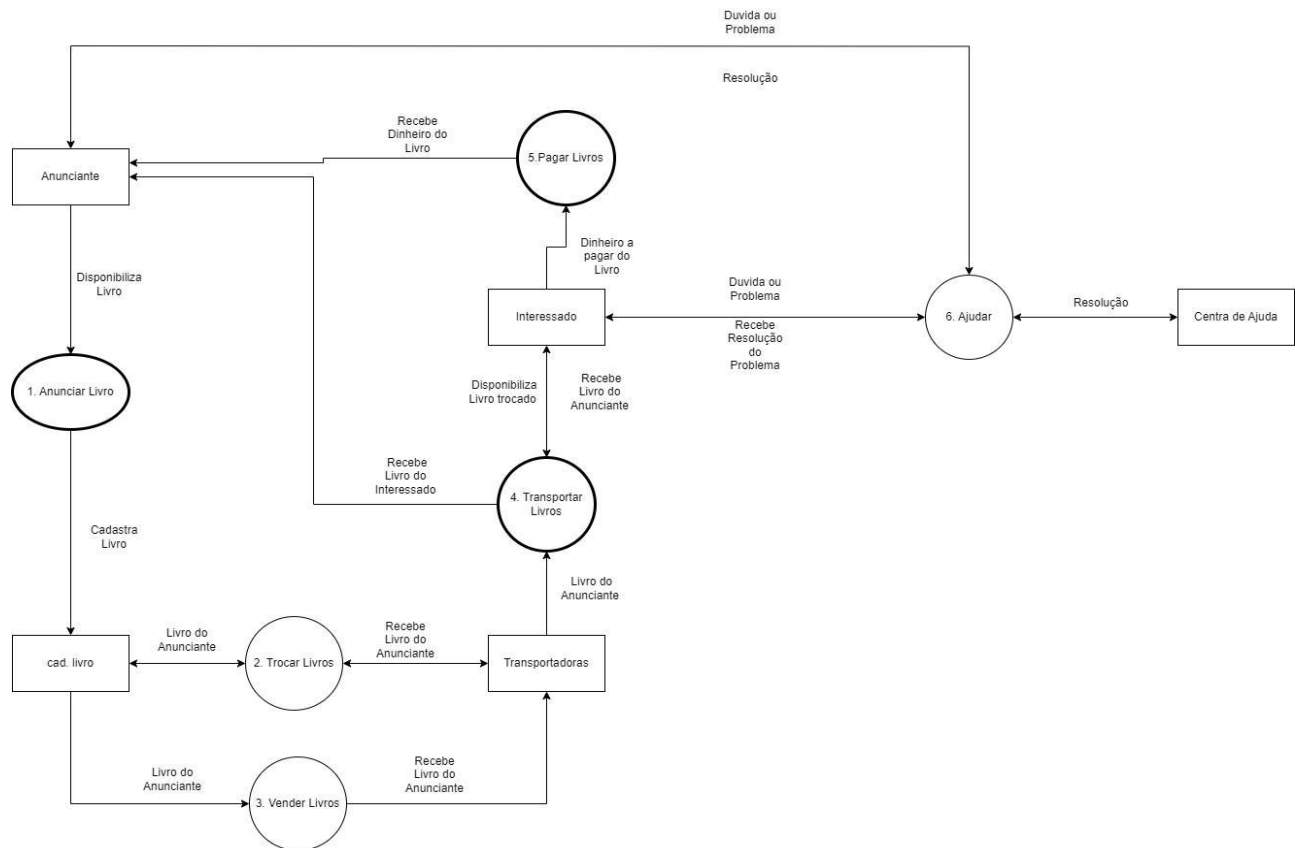 Duvida ou
Problema
Resolução
Recebe
Dinheiro do
Livro
5.Pagar Livros
Anunciante
Dinheiro a
pagar do
Livro
Disponibiliza
Livro
Duvida ou
Problema
Interessado
6. Ajudar
Resolução
Centra de Ajuda
Recebe
Resolução
do
Problema
1. Anunciar Livro
Disponibiliza
Livro trocado
Recebe
Livro do
Anunciante
Recebe
Livro do
Interessado
4. Transportar
Livros
Cadastra
Livro
Livro do
Anunciante
cad. livro
Livro do
Anunciante
2. Trocar Livros
Recebe
Livro do
Anunciante
Transportadoras
Livro do
Anunciante
3. Vender Livros
Recebe
Livro do
Anunciante